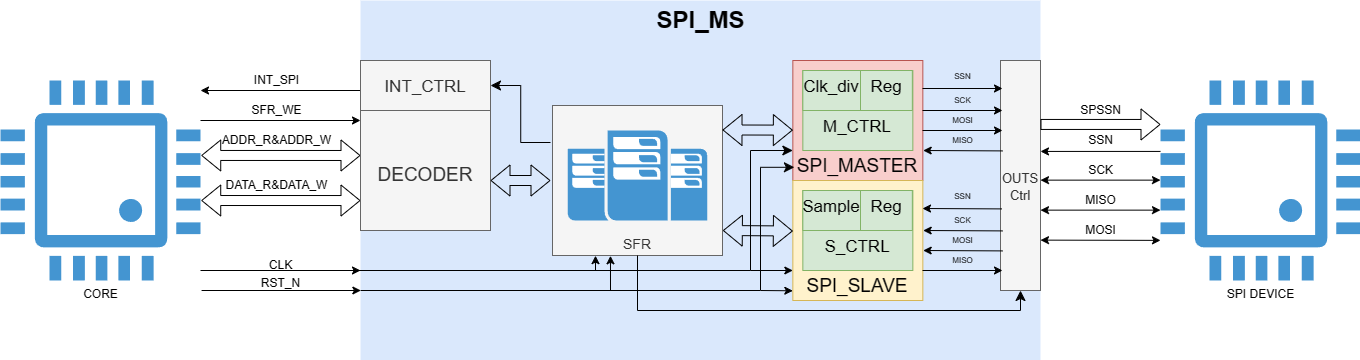 SPI_MS
INT_SPI
SFR_WE
ADDR_R&ADDR_W
DATA_R&DATA_W
CLK
RST_N
CORE
INT_CTRL
DECODER
SFR
Clk_div
Reg
M_CTRL
SPI_MASTER
Sample
Reg
S_CTRL
SPI_SLAVE
SSN
SCK
MOSI
MISO
SSN
SCK
MOSI
MISO
OUTS
Ctrl
SPSSN
SSN
SCK
MISO
MOSI
SPI DEVICE